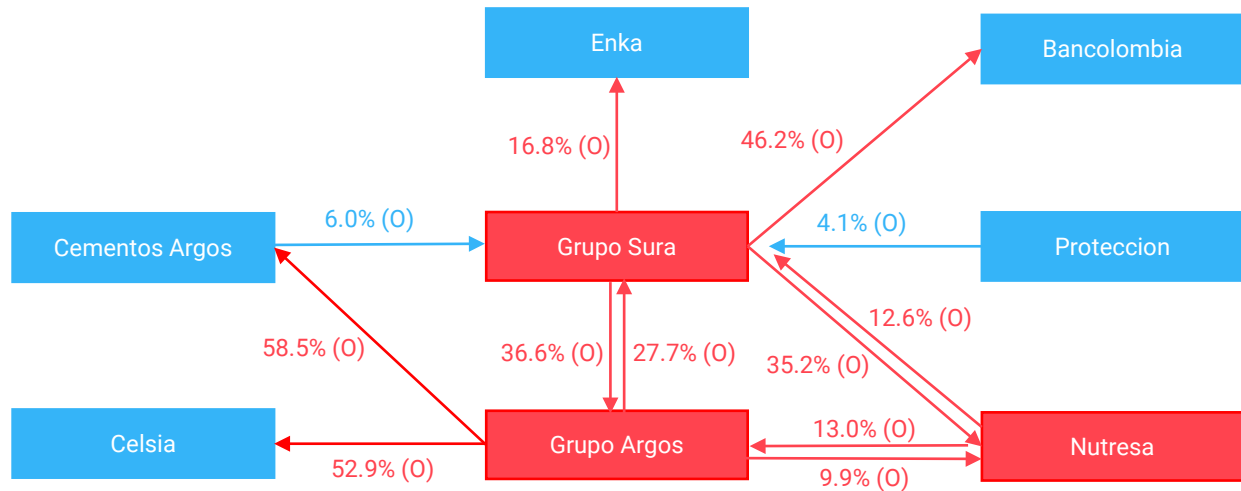 Enka
Bancolombia
16.8% (O)
46.2% (O)
Cementos Argos
6.0% (O)
Grupo Sura
4.1% (O)
Proteccion
58.5% (O)
36.6% (O)
27.7% (O)
12.6% (O)
35.2% (O)
Celsia
52.9% (O)
Grupo Argos
13.0% (O)
9.9% (O)
Nutresa